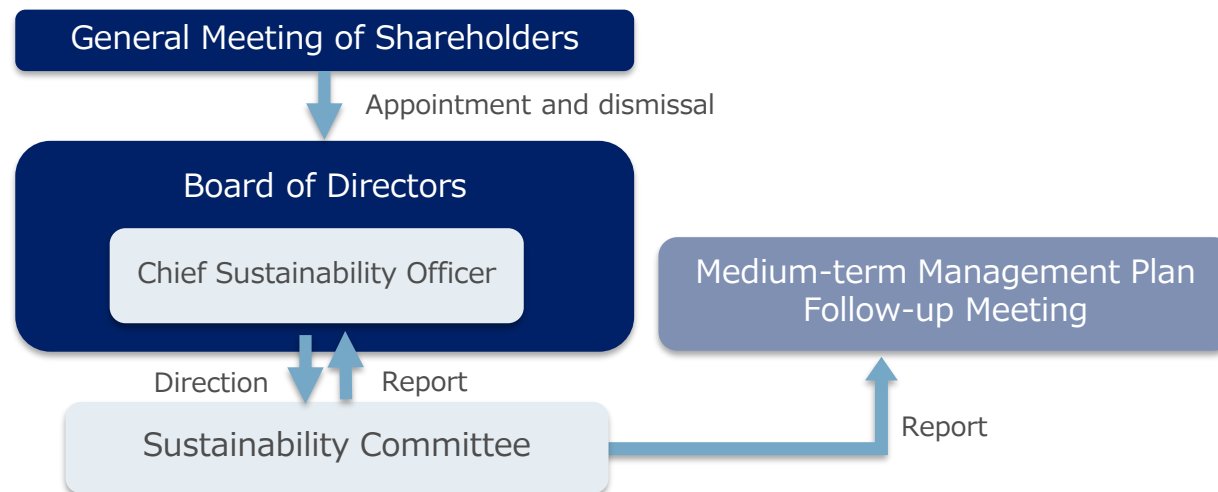 General Meeting of Shareholders
Appointment and dismissal
Board of Directors
Chief Sustainability Officer
Medium-term Management Plan
Follow-up Meeting
Direction
Report
Sustainability Committee
Report